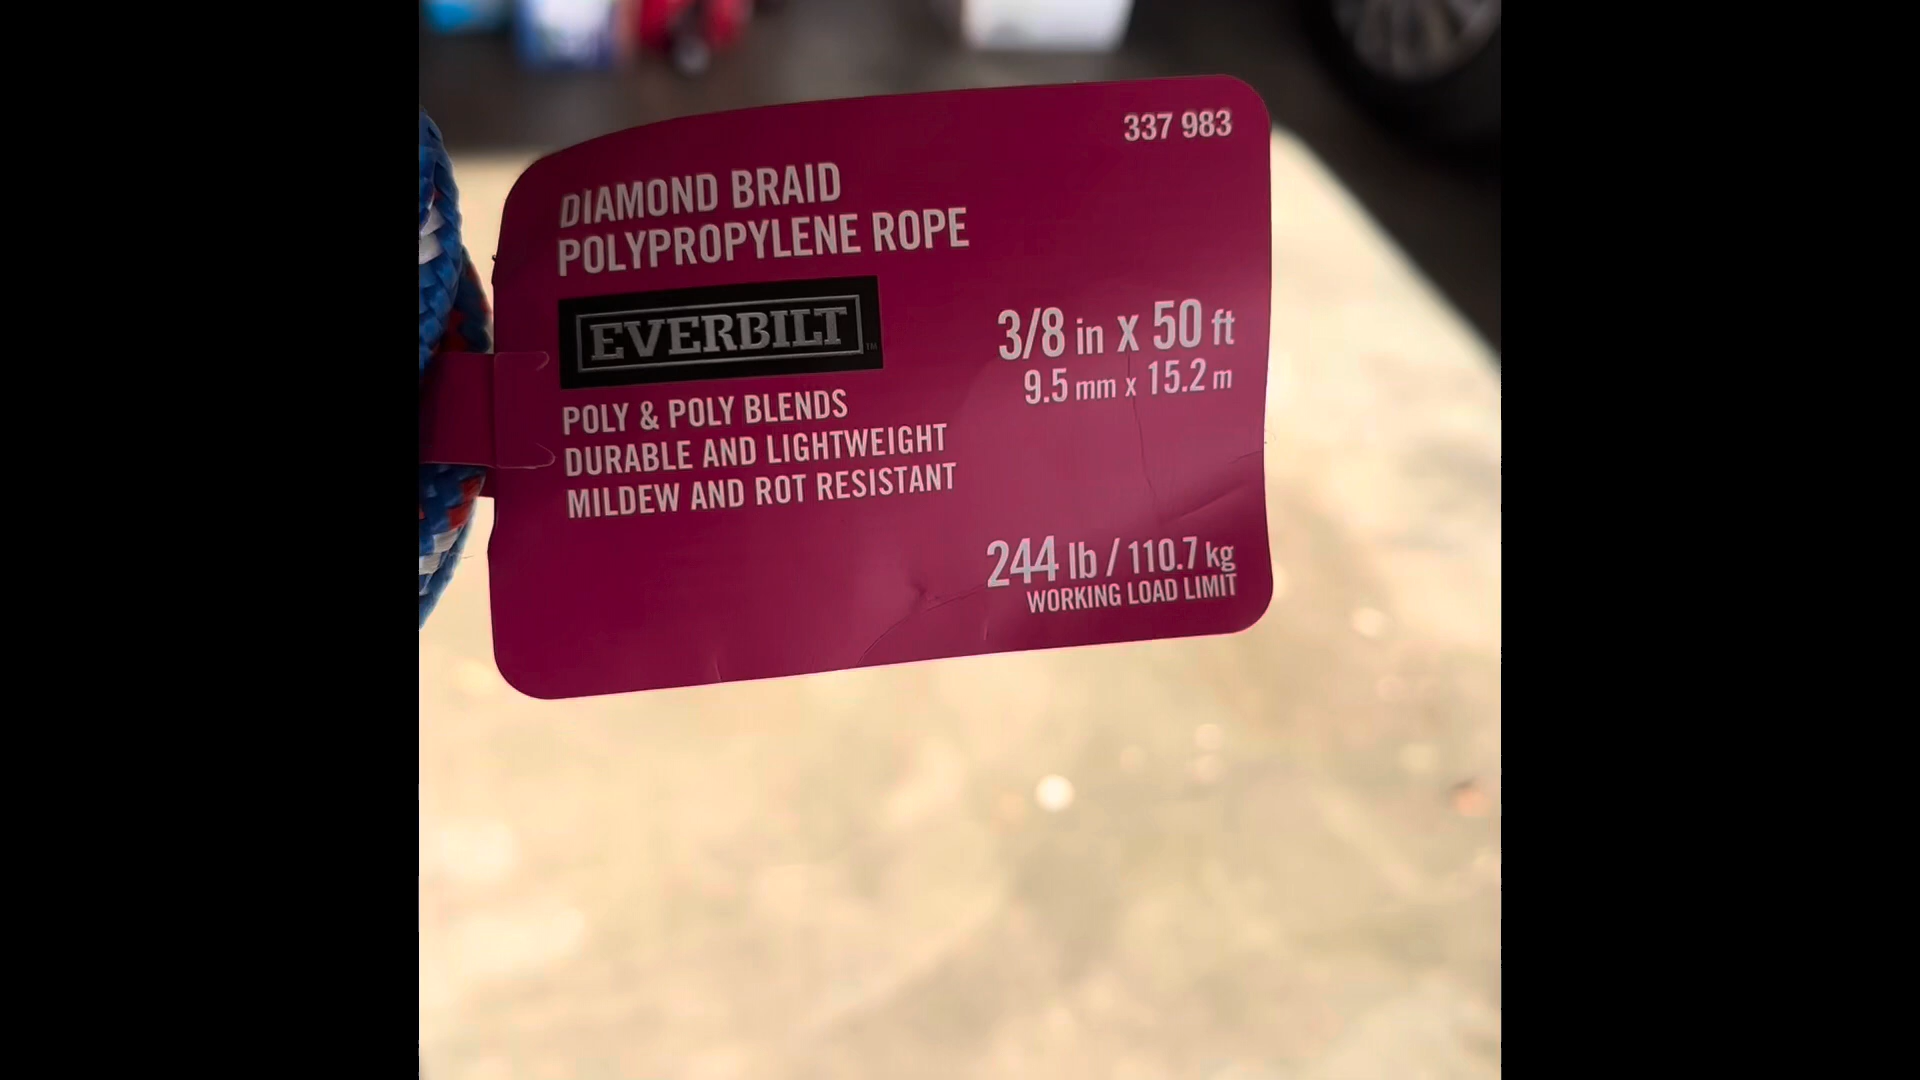 337 983
DIAMOND BRAID
POLYPROPYLENE ROPE
EVERBILT™
3/8 in x 50 ft
9.5 mm x 15.2 m
POLY & POLY BLENDS
DURABLE AND LIGHTWEIGHT
MILDEW AND ROT RESISTANT
244 lb / 110.7 kg
WORKING LOAD LIMIT